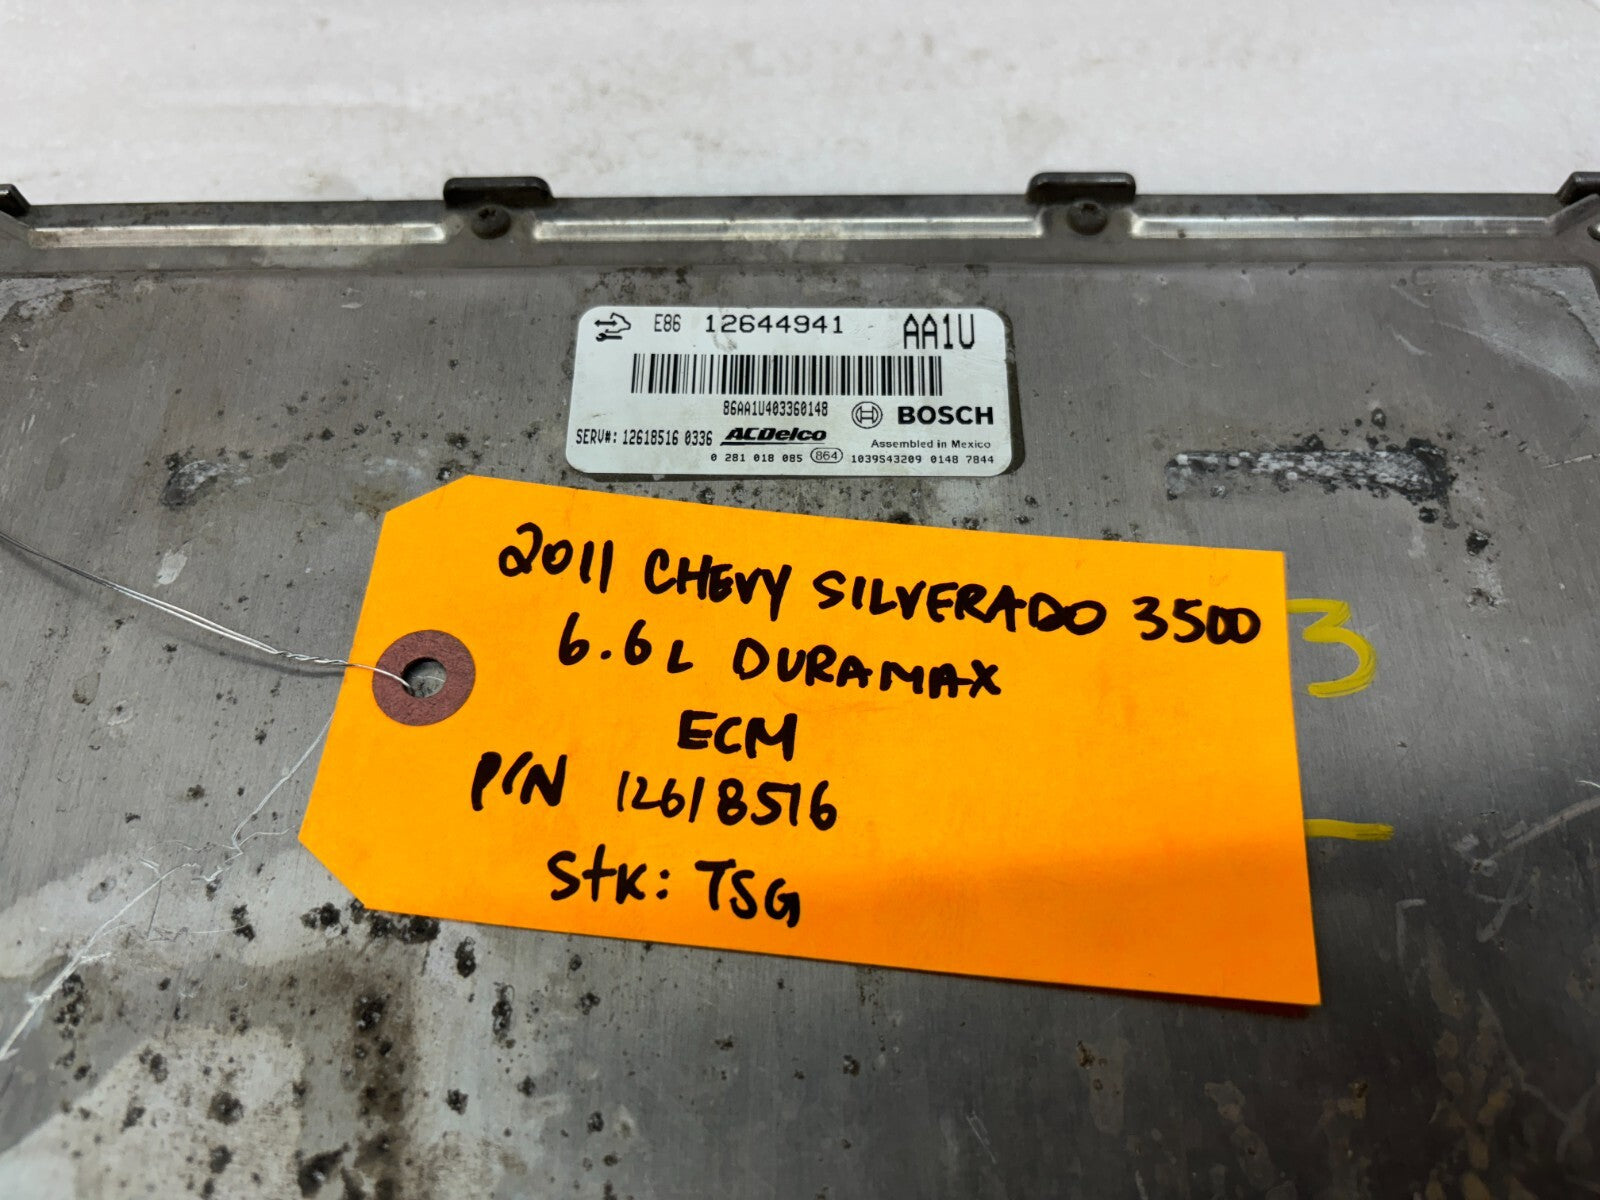 E86 12644941 AA1U
86AA1U403360148
BOSCH
SERV#: 12618516 0336 ACDelco
Assembled in Mexico
0 281 018 085 864 1039S43209 0148 7844
2011 CHEVY SILVERADO 3500
6.6L DURAMAX
ECM
P/N 12618516
Stk: TSG
3